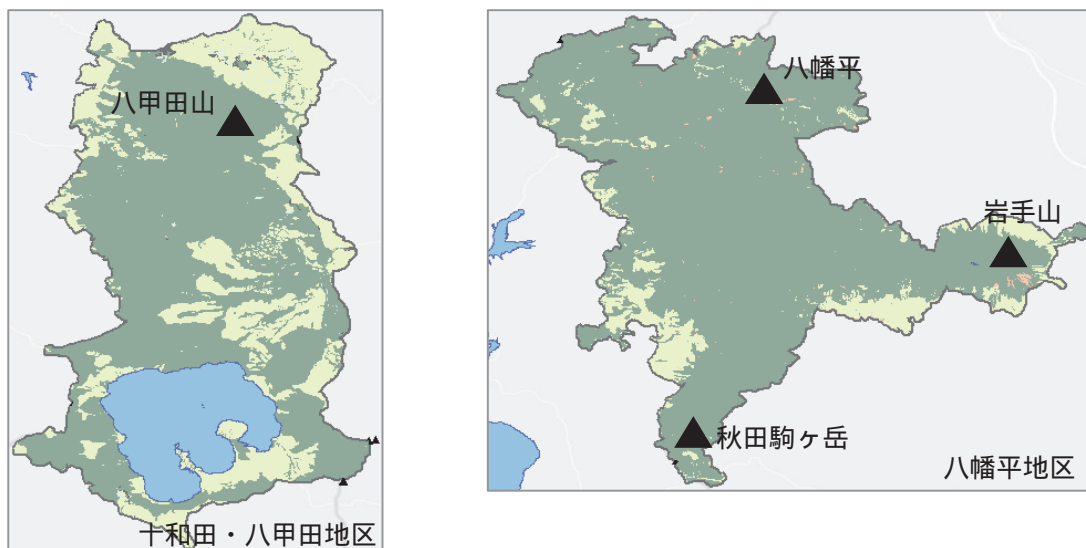 八甲田山
十和田・八甲田地区
八幡平
岩手山
秋田駒ヶ岳
八幡平地区